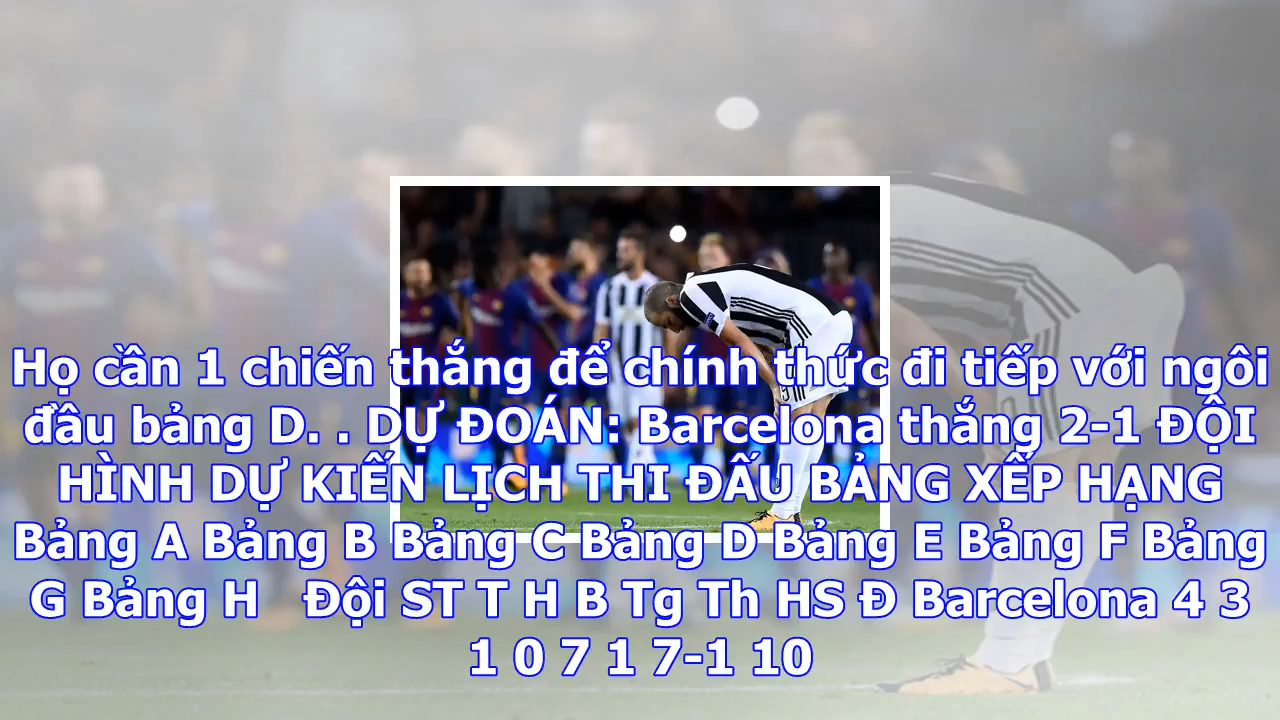 Họ cần 1 chiến thắng để chính thức đi tiếp với ngôi
đầu bảng D. . DỰ ĐOÁN: Barcelona thắng 2-1 ĐỘI
HÌNH DỰ KIẾN LỊCH THI ĐẤU BẢNG XẾP HẠNG
Bảng A Bảng B Bảng C Bảng D Bảng E Bảng F Bảng
G Bảng H   Đội ST T H B Tg Th HS Đ Barcelona 4 3
1 0 7 1 7-1 10